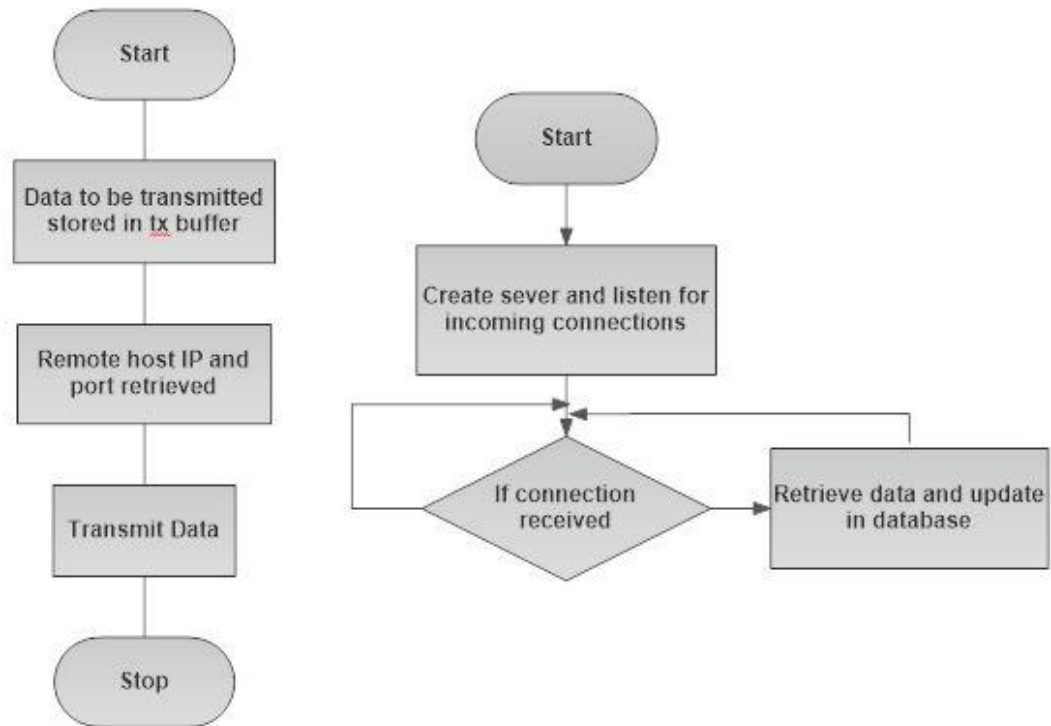 Start
Data to be transmitted
stored in tx buffer
Remote host IP and
port retrieved
Transmit Data
Stop
Start
Create sever and listen for
incoming connections
If connection
received
Retrieve data and update
in database